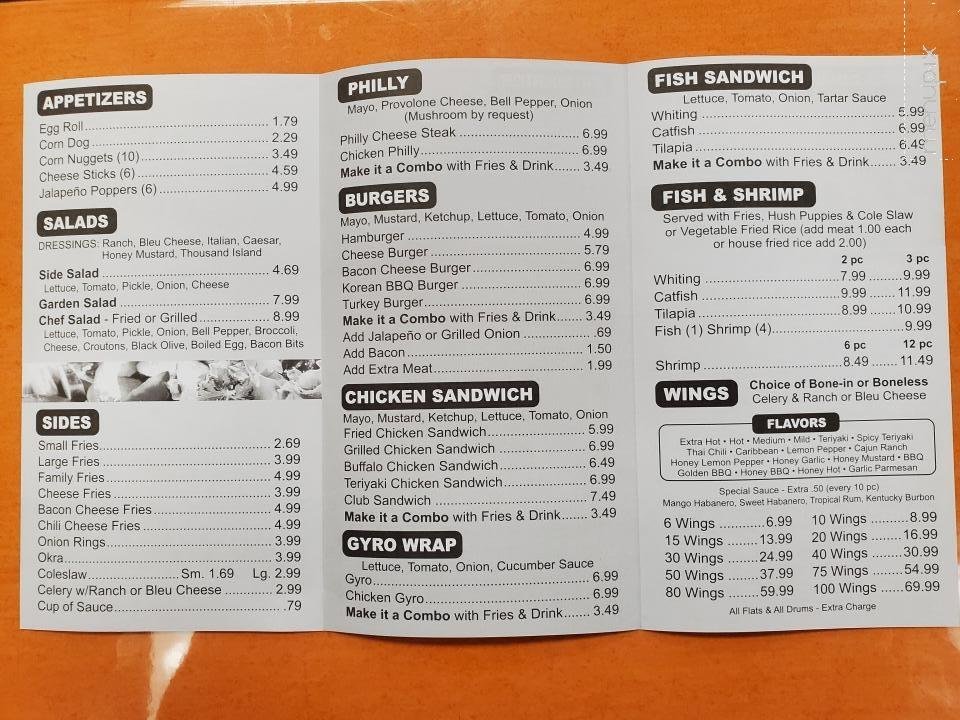 APPETIZERS
Egg Roll 1.79
Corn Dog 2.29
Corn Nuggets (10) 3.49
Cheese Sticks (6) 4.59
Jalapeño Poppers (6) 4.99
SALADS
DRESSINGS: Ranch, Bleu Cheese, Italian, Caesar,
Honey Mustard, Thousand Island
Side Salad 4.69
Lettuce, Tomato, Pickle, Onion, Cheese
Garden Salad 7.99
Chef Salad - Fried or Grilled 8.99
Lettuce, Tomato, Pickle, Onion, Bell Pepper, Broccoli,
Cheese, Croutons, Black Olive, Boiled Egg, Bacon Bits
SIDES
Small Fries 2.69
Large Fries 3.99
Family Fries 4.99
Cheese Fries 3.99
Bacon Cheese Fries 4.99
Chili Cheese Fries 4.99
Onion Rings 3.99
Okra 3.99
Coleslaw Sm. 1.69 Lg. 2.99
Celery w/Ranch or Bleu Cheese 2.99
Cup of Sauce .79
PHILLY
Mayo, Provolone Cheese, Bell Pepper, Onion
(Mushroom by request)
Philly Cheese Steak 6.99
Chicken Philly 6.99
Make it a Combo with Fries & Drink 3.49
BURGERS
Mayo, Mustard, Ketchup, Lettuce, Tomato, Onion
Hamburger 4.99
Cheese Burger 5.79
Bacon Cheese Burger 6.99
Korean BBQ Burger 6.99
Turkey Burger 6.99
Make it a Combo with Fries & Drink 3.49
Add Jalapeño or Grilled Onion .69
Add Bacon 1.50
Add Extra Meat 1.99
CHICKEN SANDWICH
Mayo, Mustard, Ketchup, Lettuce, Tomato, Onion
Fried Chicken Sandwich 5.99
Grilled Chicken Sandwich 6.99
Buffalo Chicken Sandwich 6.49
Teriyaki Chicken Sandwich 6.99
Club Sandwich 7.49
Make it a Combo with Fries & Drink 3.49
GYRO WRAP
Lettuce, Tomato, Onion, Cucumber Sauce
Gyro 6.99
Chicken Gyro 6.99
Make it a Combo with Fries & Drink 3.49
FISH SANDWICH
Lettuce, Tomato, Onion, Tartar Sauce
Whiting 5.99
Catfish 6.99
Tilapia 6.49
Make it a Combo with Fries & Drink 3.49
FISH & SHRIMP
Served with Fries, Hush Puppies & Cole Slaw
or Vegetable Fried Rice (add meat 1.00 each
or house fried rice add 2.00)
2 pc 3 pc
Whiting 7.99 9.99
Catfish 9.99 11.99
Tilapia 8.99 10.99
Fish (1) Shrimp (4) 9.99
6 pc 12 pc
Shrimp 8.49 11.49
WINGS
Choice of Bone-in or Boneless
Celery & Ranch or Bleu Cheese
FLAVORS
Extra Hot • Hot • Medium • Mild • Teriyaki • Spicy Teriyaki
Thai Chili • Caribbean • Lemon Pepper • Cajun Ranch
Honey Lemon Pepper • Honey Garlic • Honey Mustard • BBQ
Golden BBQ • Honey BBQ • Honey Hot • Garlic Parmesan
Special Sauce - Extra .50 (every 10 pc)
Mango Habanero, Sweet Habanero, Tropical Rum, Kentucky Burbon
6 Wings 6.99 10 Wings 8.99
15 Wings 13.99 20 Wings 16.99
30 Wings 24.99 40 Wings 30.99
50 Wings 37.99 75 Wings 54.99
80 Wings 59.99 100 Wings 69.99
All Flats & All Drums - Extra Charge
menupix